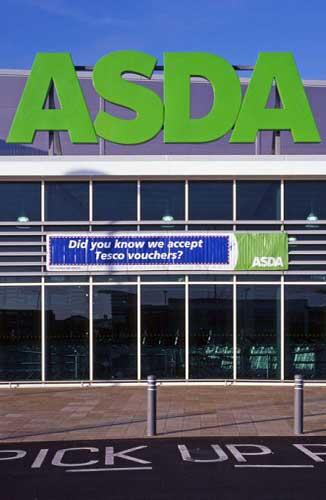 ASDA
Did you know we accept
Tesco vouchers?
ASDA
PICK UP